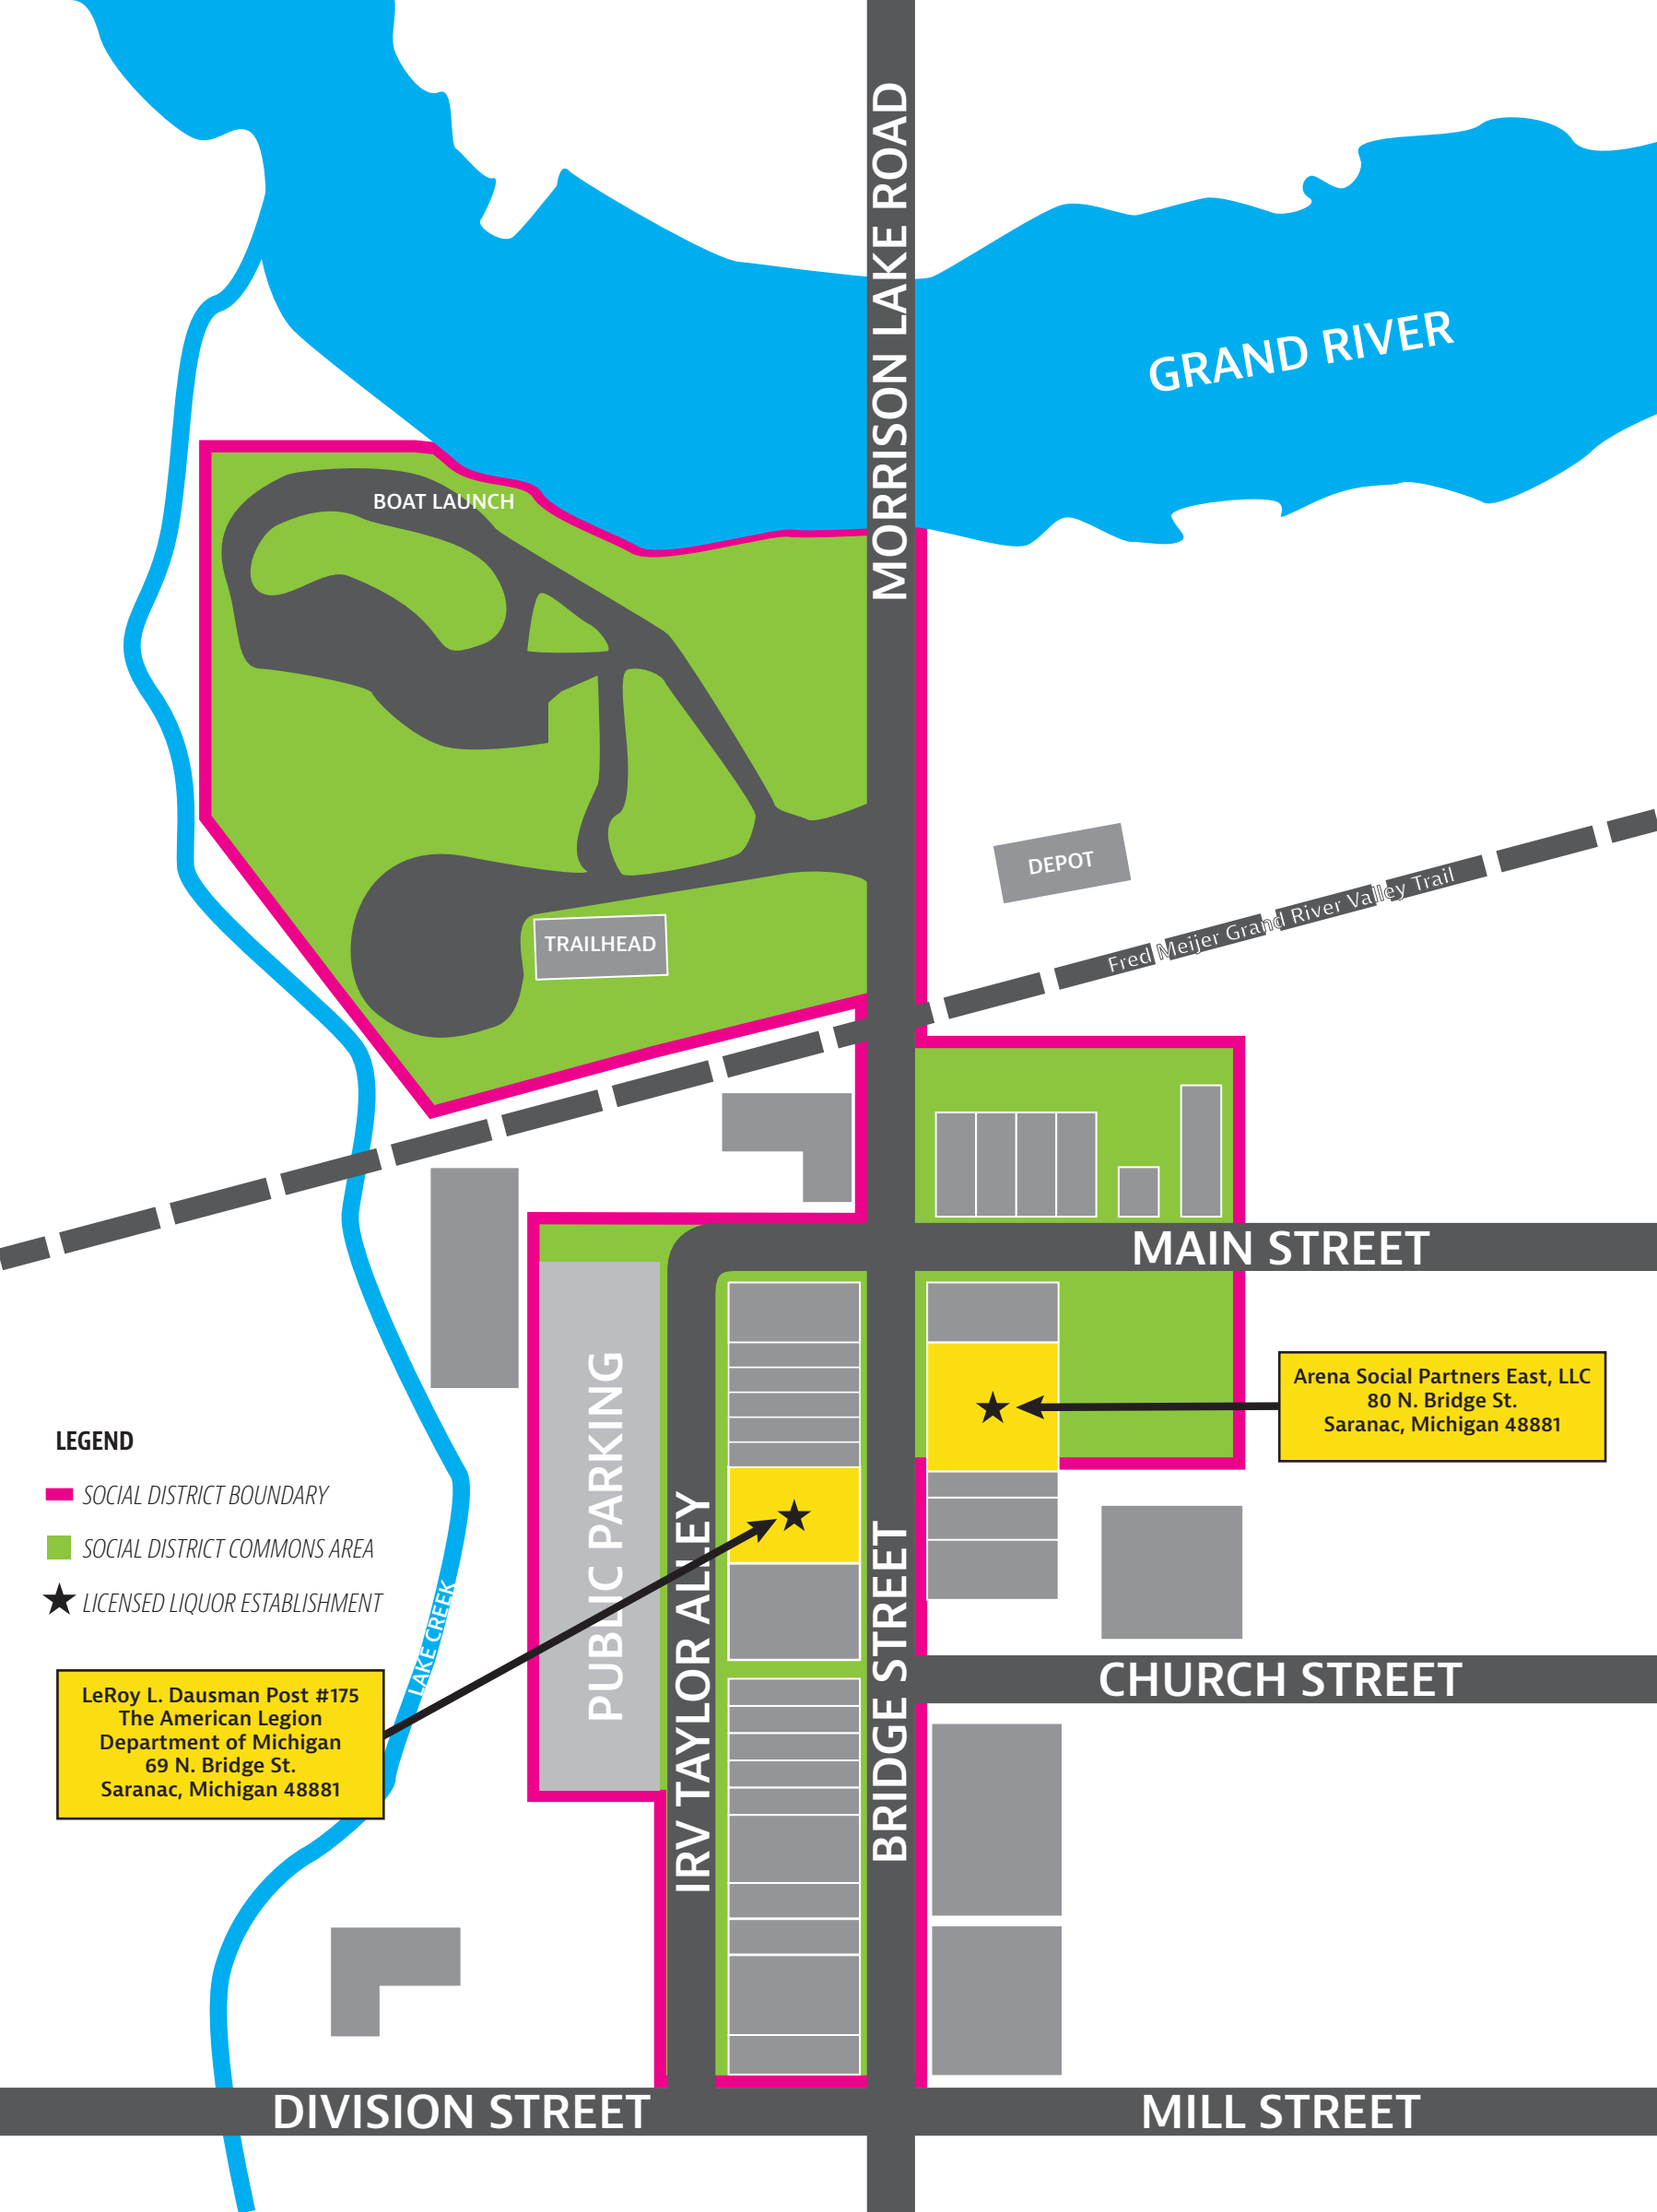 MORRISON LAKE ROAD
GRAND RIVER
BOAT LAUNCH
DEPOT
Fred Meijer Grand River Valley Trail
TRAILHEAD
MAIN STREET
Arena Social Partners East, LLC
80 N. Bridge St.
Saranac, Michigan 48881
PUBLIC PARKING
IRV TAYLOR ALLEY
BRIDGE STREET
LEGEND
SOCIAL DISTRICT BOUNDARY
SOCIAL DISTRICT COMMONS AREA
LICENSED LIQUOR ESTABLISHMENT
LAKE CREEK
CHURCH STREET
LeRoy L. Dausman Post #175
The American Legion
Department of Michigan
69 N. Bridge St.
Saranac, Michigan 48881
DIVISION STREET
MILL STREET